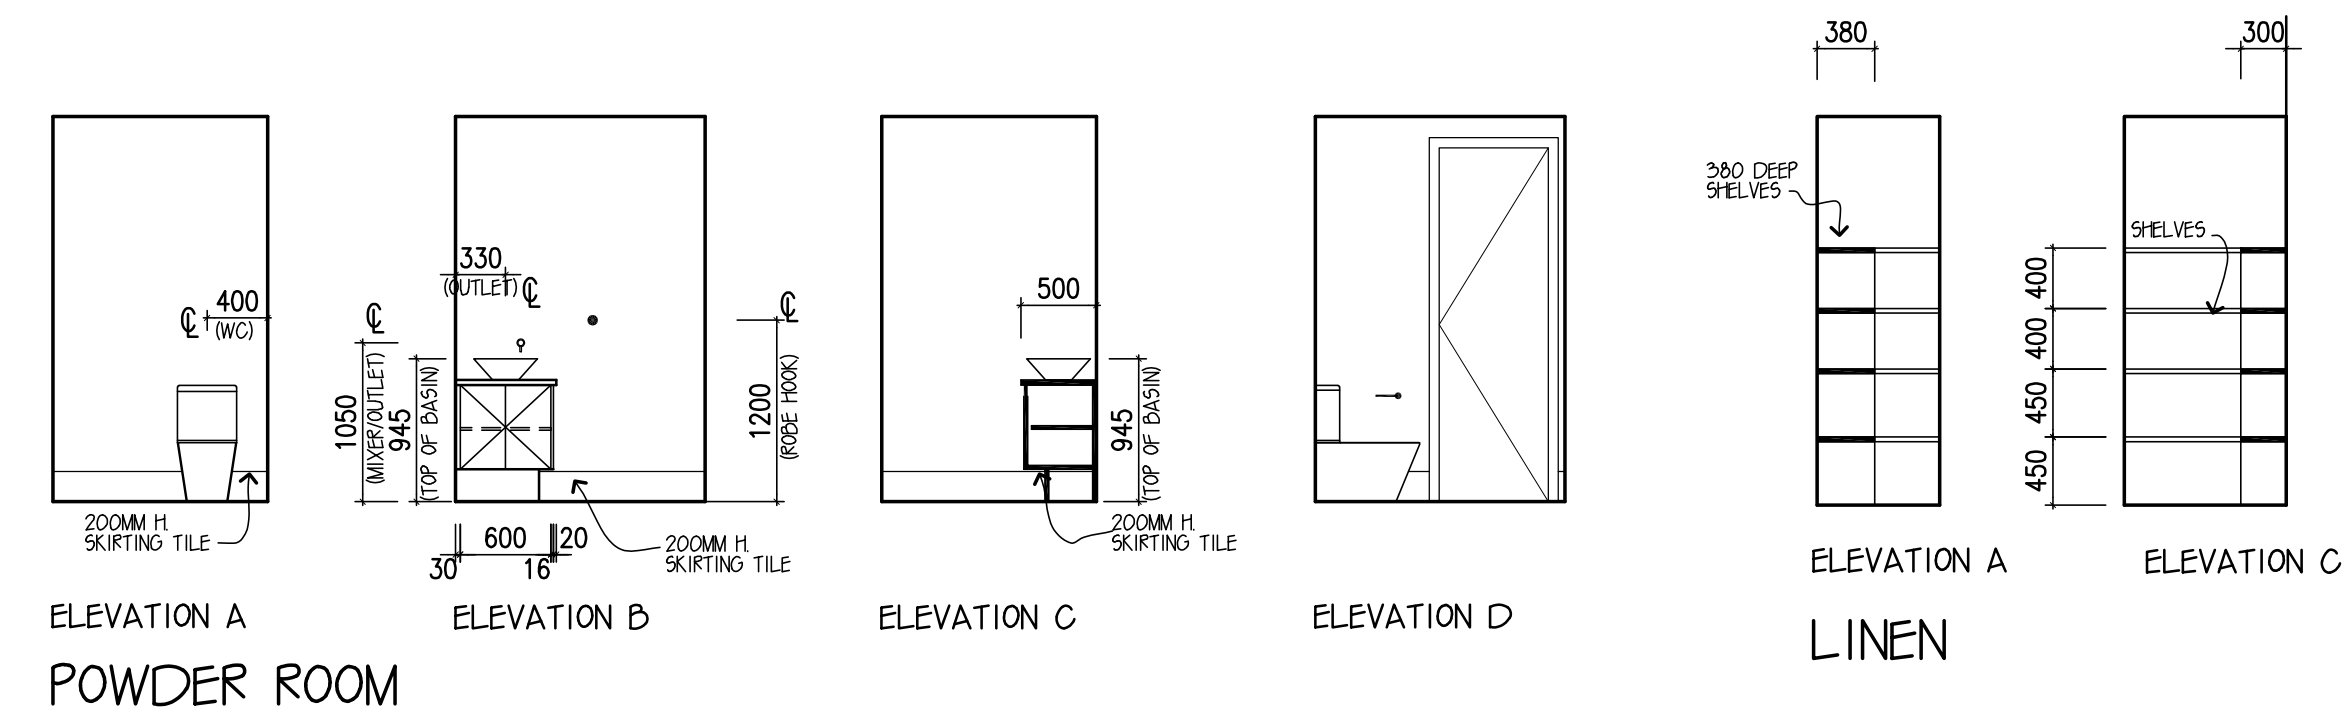 400
℄
(WC)
200MM H.
SKIRTING TILE
ELEVATION A
POWDER ROOM
330
(OUTLET)
℄
℄
1050
(MIXER/OUTLET)
945
(TOP OF BASIN)
℄
1200
(ROBE HOOK)
600
20
30
16
200MM H.
SKIRTING TILE
ELEVATION B
500
945
(TOP OF BASIN)
200MM H.
SKIRTING TILE
ELEVATION C
ELEVATION D
380
380 DEEP
SHELVES
ELEVATION A
LINEN
300
SHELVES
400
400
450
450
ELEVATION C